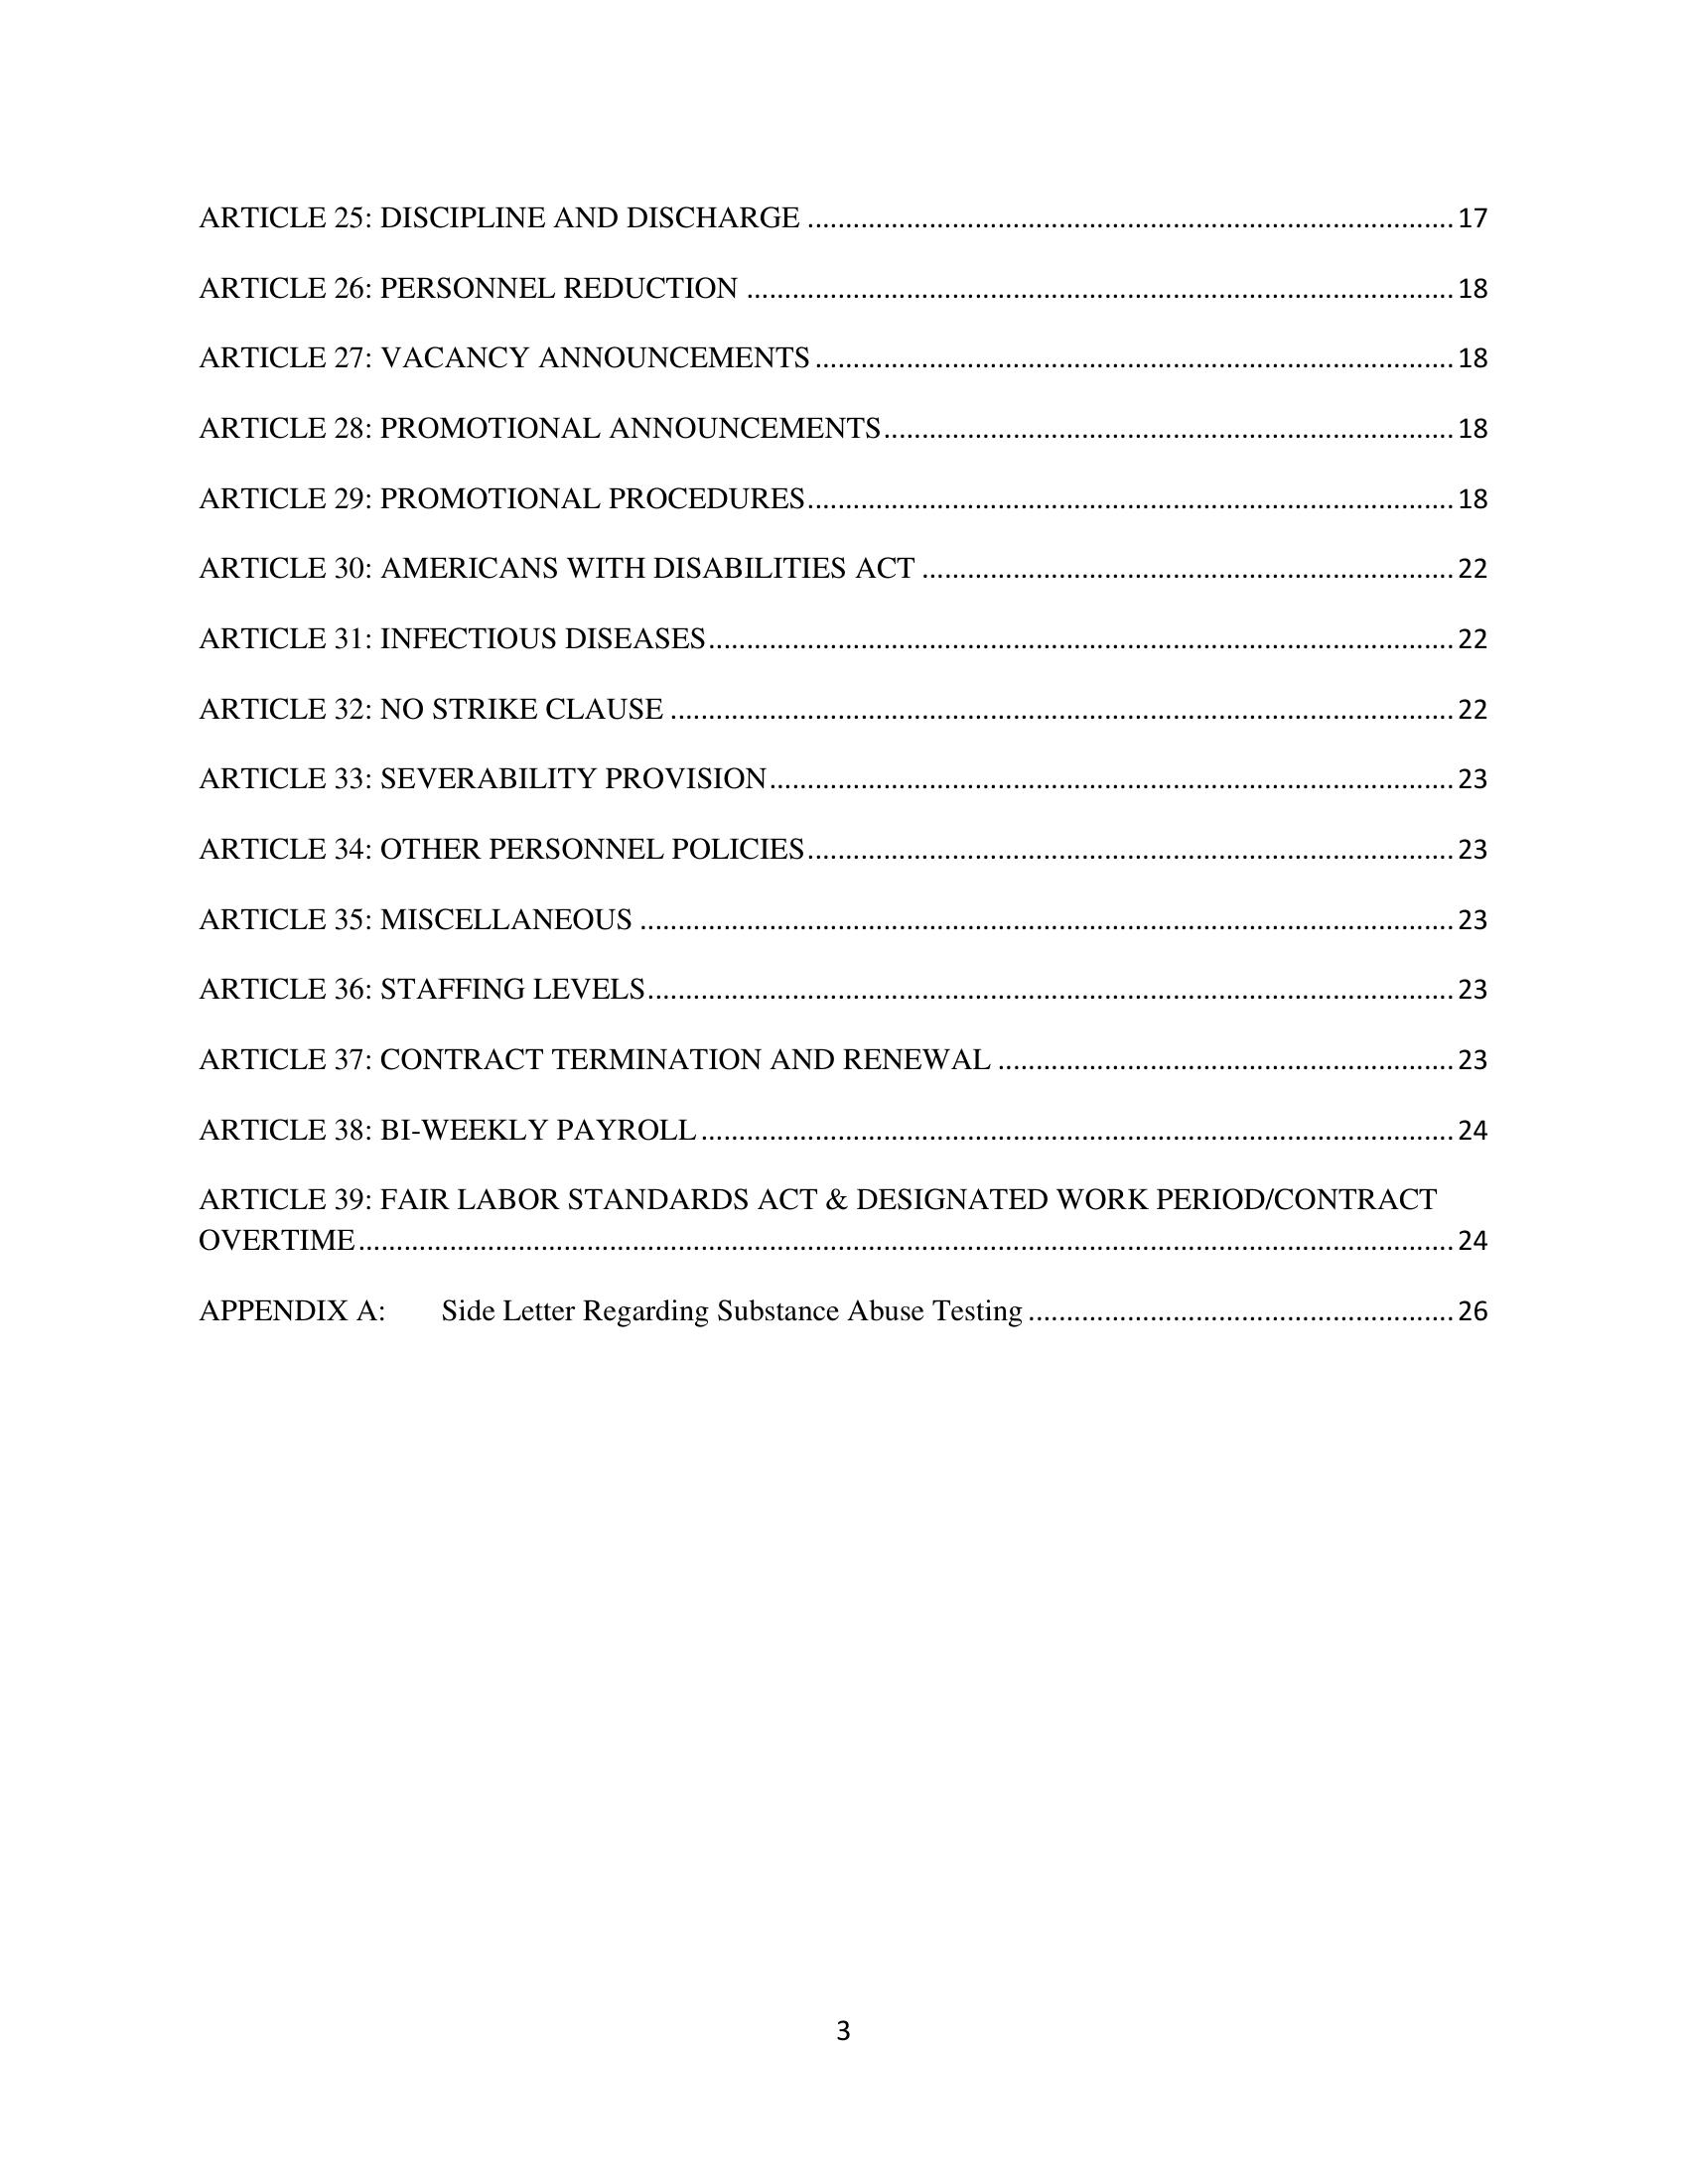 ARTICLE 25: DISCIPLINE AND DISCHARGE ........................................................................................ 17
ARTICLE 26: PERSONNEL REDUCTION ................................................................................................ 18
ARTICLE 27: VACANCY ANNOUNCEMENTS ....................................................................................... 18
ARTICLE 28: PROMOTIONAL ANNOUNCEMENTS.............................................................................. 18
ARTICLE 29: PROMOTIONAL PROCEDURES........................................................................................ 18
ARTICLE 30: AMERICANS WITH DISABILITIES ACT ......................................................................... 22
ARTICLE 31: INFECTIOUS DISEASES..................................................................................................... 22
ARTICLE 32: NO STRIKE CLAUSE .......................................................................................................... 22
ARTICLE 33: SEVERABILITY PROVISION............................................................................................. 23
ARTICLE 34: OTHER PERSONNEL POLICIES........................................................................................ 23
ARTICLE 35: MISCELLANEOUS .............................................................................................................. 23
ARTICLE 36: STAFFING LEVELS............................................................................................................. 23
ARTICLE 37: CONTRACT TERMINATION AND RENEWAL ............................................................... 23
ARTICLE 38: BI-WEEKLY PAYROLL ...................................................................................................... 24
ARTICLE 39: FAIR LABOR STANDARDS ACT & DESIGNATED WORK PERIOD/CONTRACT
OVERTIME................................................................................................................................................... 24
APPENDIX A: Side Letter Regarding Substance Abuse Testing .......................................................... 26
3